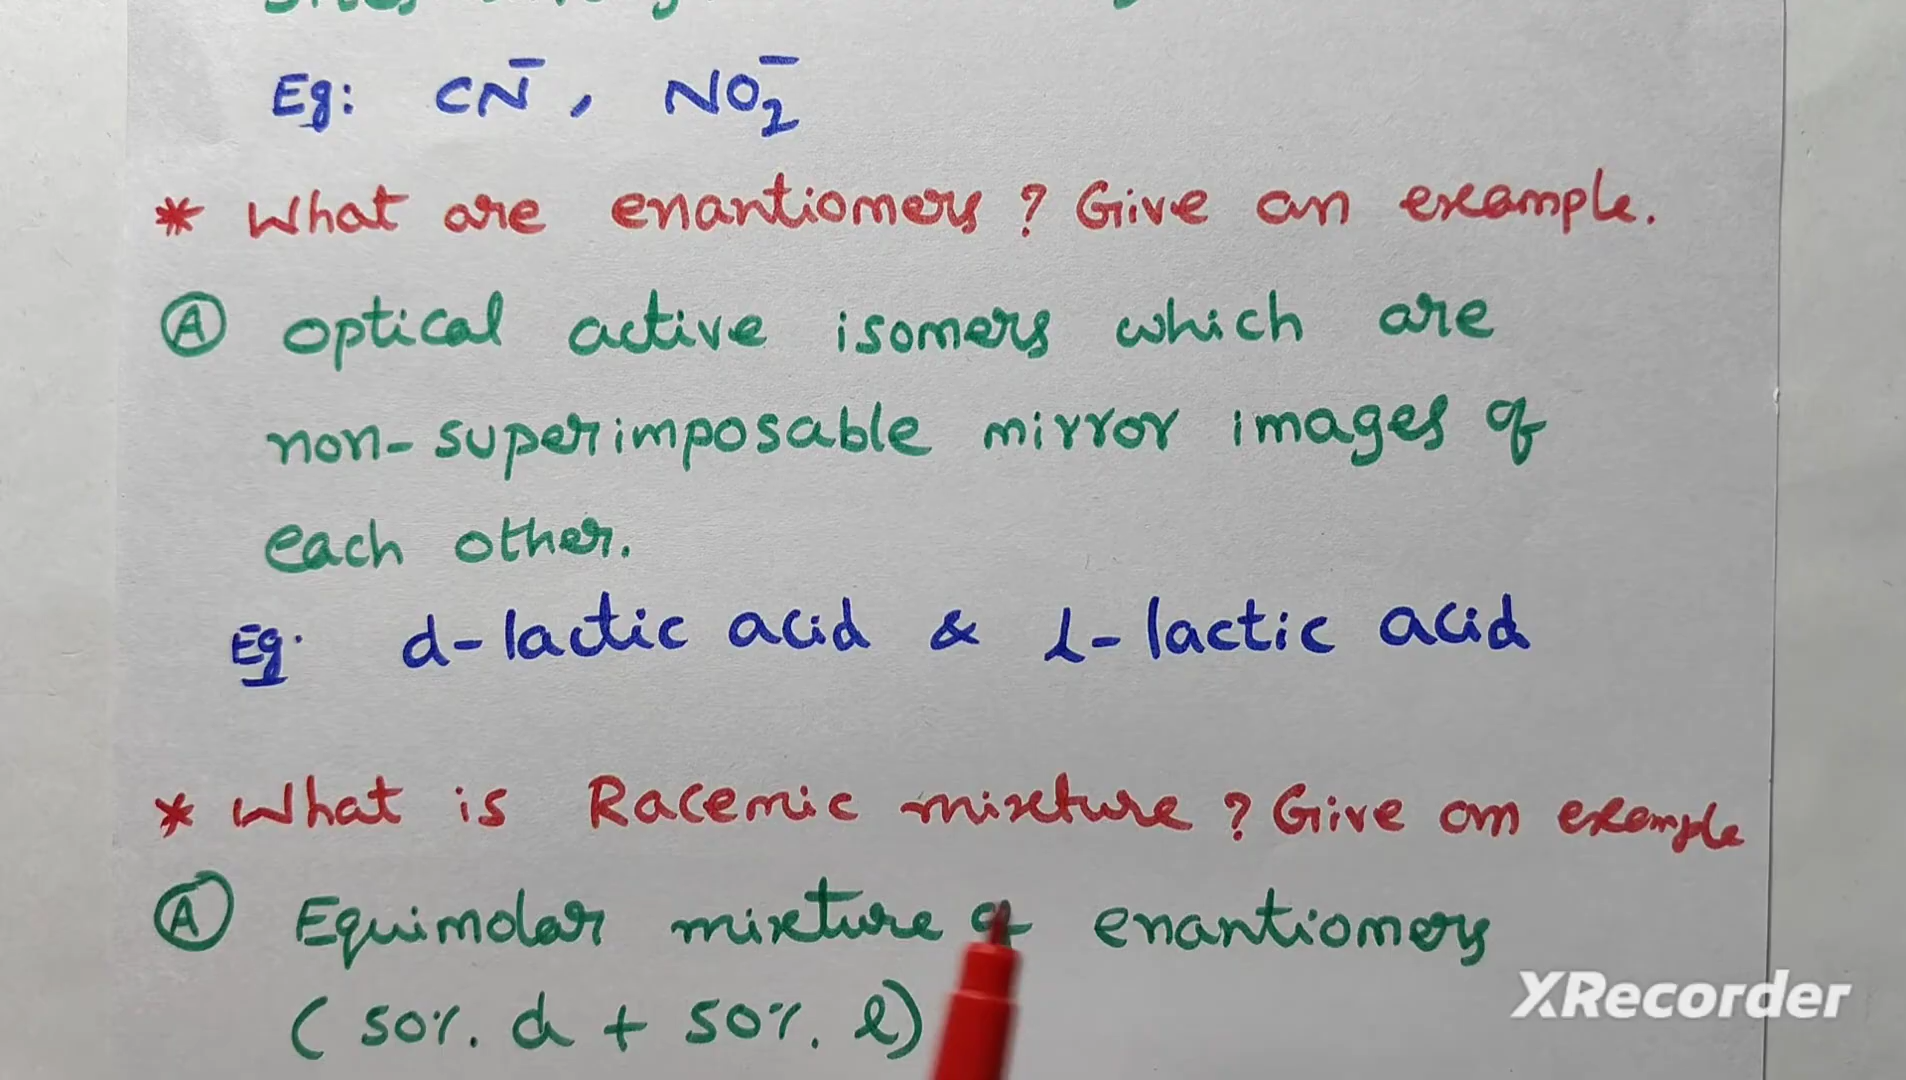 Eg: CN⁻, NO₂⁻
* What are enantiomers? Give an example.
Ⓐ optical active isomers which are
non-superimposable mirror images of
each other.
Eg. d-lactic acid & l-lactic acid
* What is Racemic mixture? Give an example
Ⓐ Equimolar mixture of enantiomers
(50%. d + 50%. l)
XRecorder